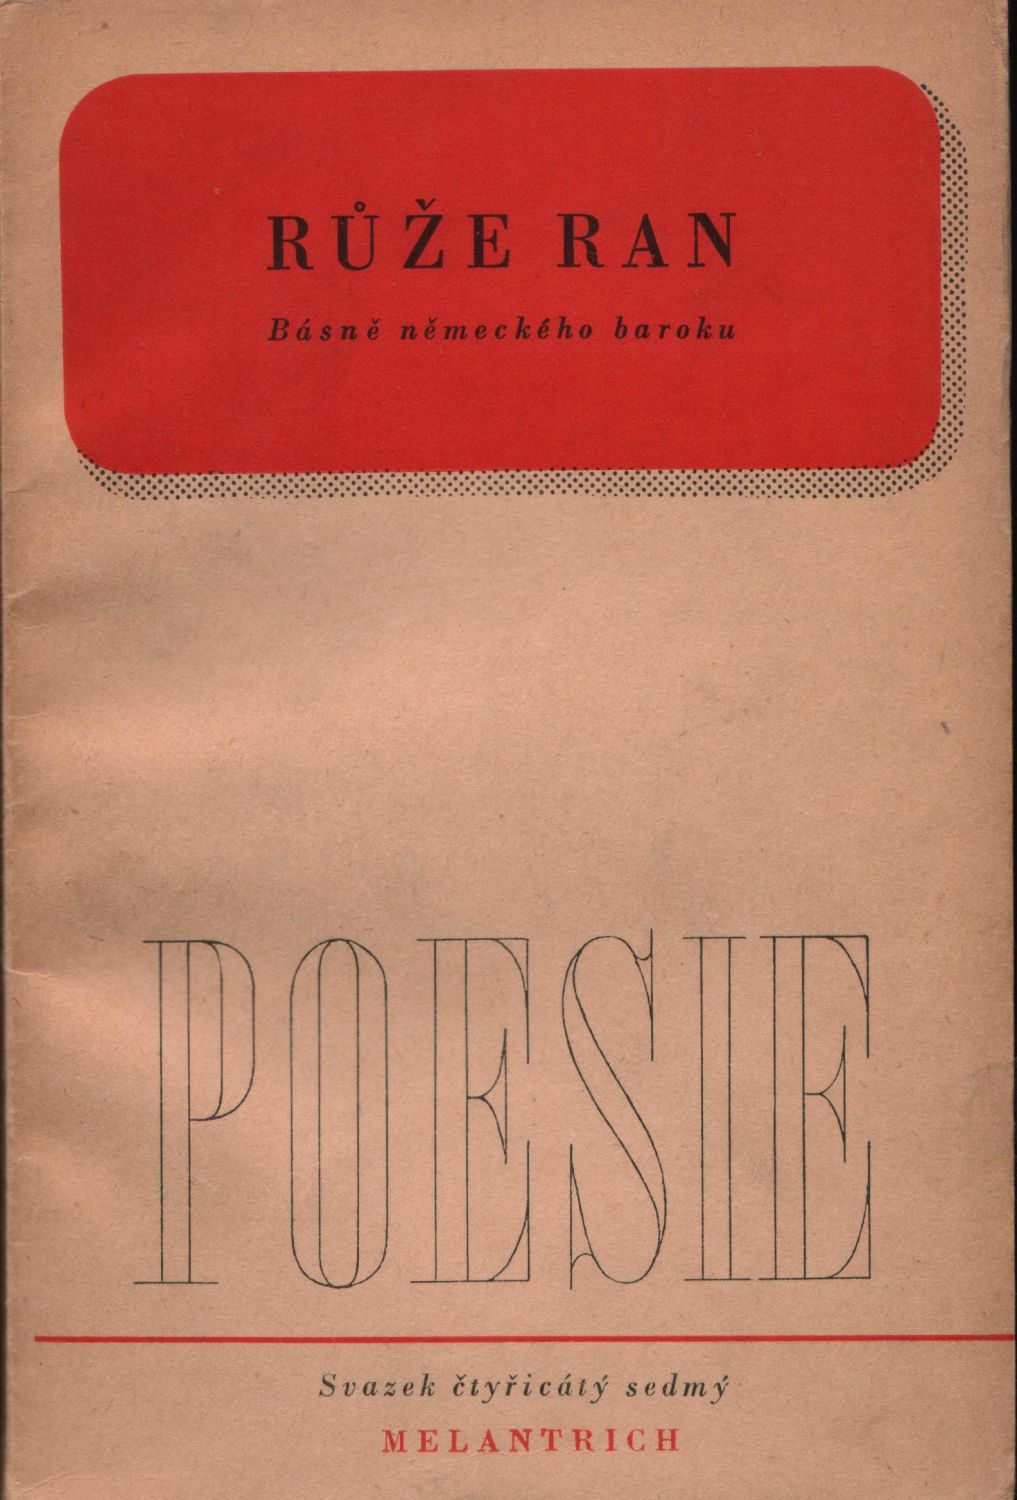 RŮŽE RAN
Básně německého baroku
POESIE
Svazek čtyřicátý sedmý
MELANTRICH